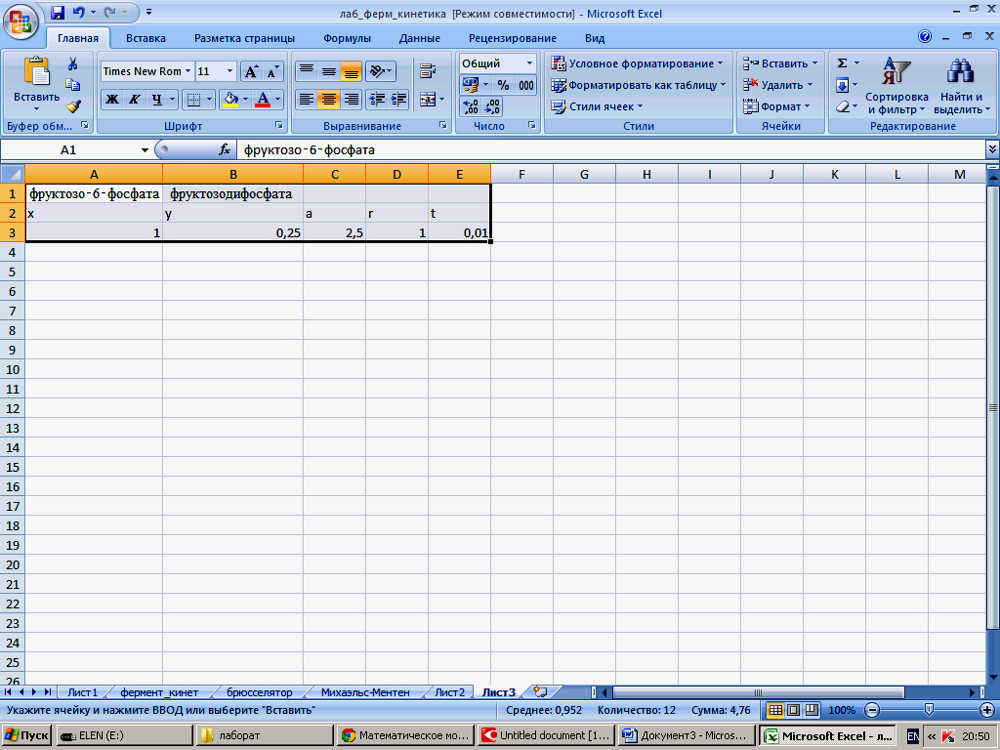 лаб_ферм_кинетика [Режим совместимости] - Microsoft Excel
Главная Вставка Разметка страницы Формулы Данные Рецензирование Вид
Вставить
Times New Rom 11
Ж К Ч
Общий
% 000
Условное форматирование
Форматировать как таблицу
Стили ячеек
Вставить
Удалить
Формат
Сортировка и фильтр
Найти и выделить
Буфер обм... Шрифт Выравнивание Число Стили Ячейки Редактирование
A1 fx фруктозо-6-фосфата
A B C D E F G H I J K L M
1 фруктозо-6-фосфата фруктозодифосфата
2 x y a r t
3 1 0,25 2,5 1 0,01
4
5
6
7
8
9
10
11
12
13
14
15
16
17
18
19
20
21
22
23
24
25
26
Лист1 фермент_кинет брюсселятор Михаэльс-Ментен Лист2 Лист3
Укажите ячейку и нажмите ВВОД или выберите "Вставить" Среднее: 0,952 Количество: 12 Сумма: 4,76 100%
Пуск ELEN (E:) лаборат Математическое мо... Untitled document [1... Документ3 - Micros... Microsoft Excel - л... EN « 20:50